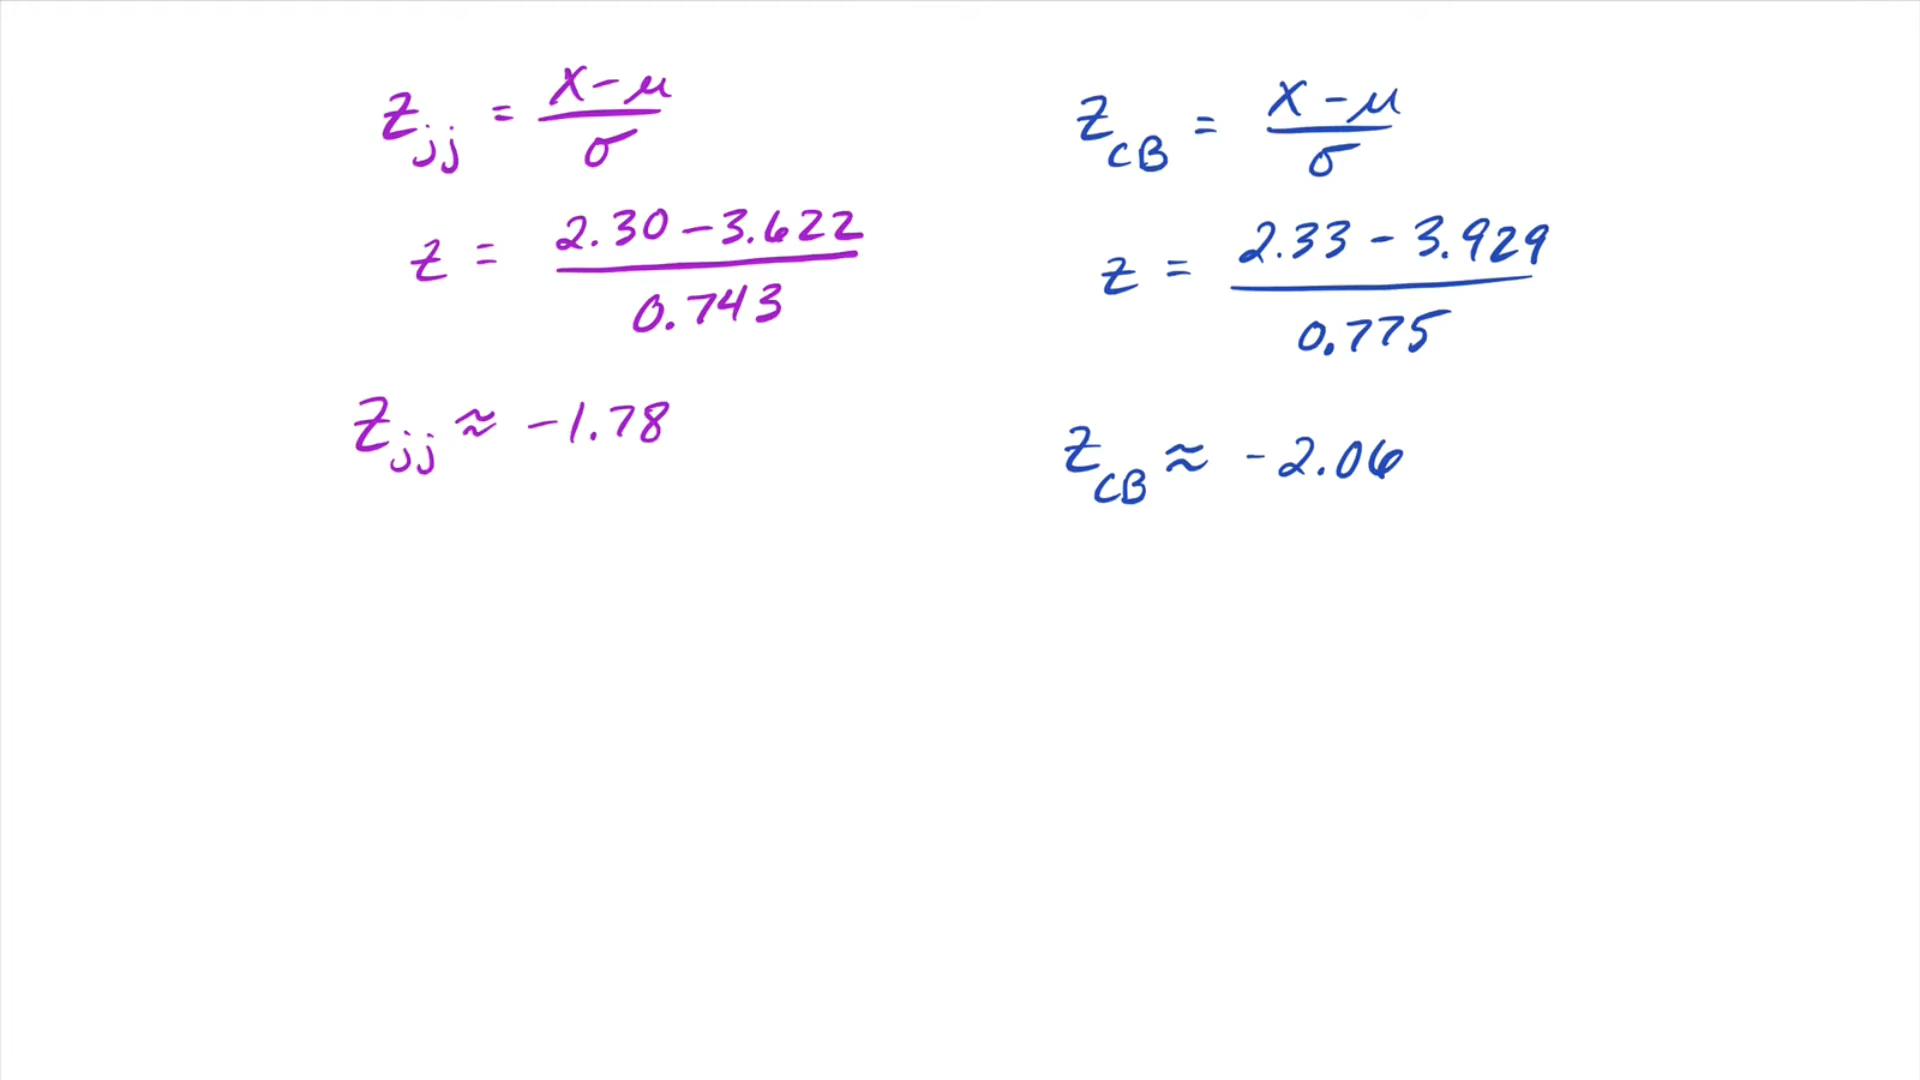 Z_jj = (X - μ) / σ
Z = (2.30 - 3.622) / 0.743
Z_jj ≈ -1.78
Z_CB = (X - μ) / σ
Z = (2.33 - 3.929) / 0.775
Z_CB ≈ -2.06